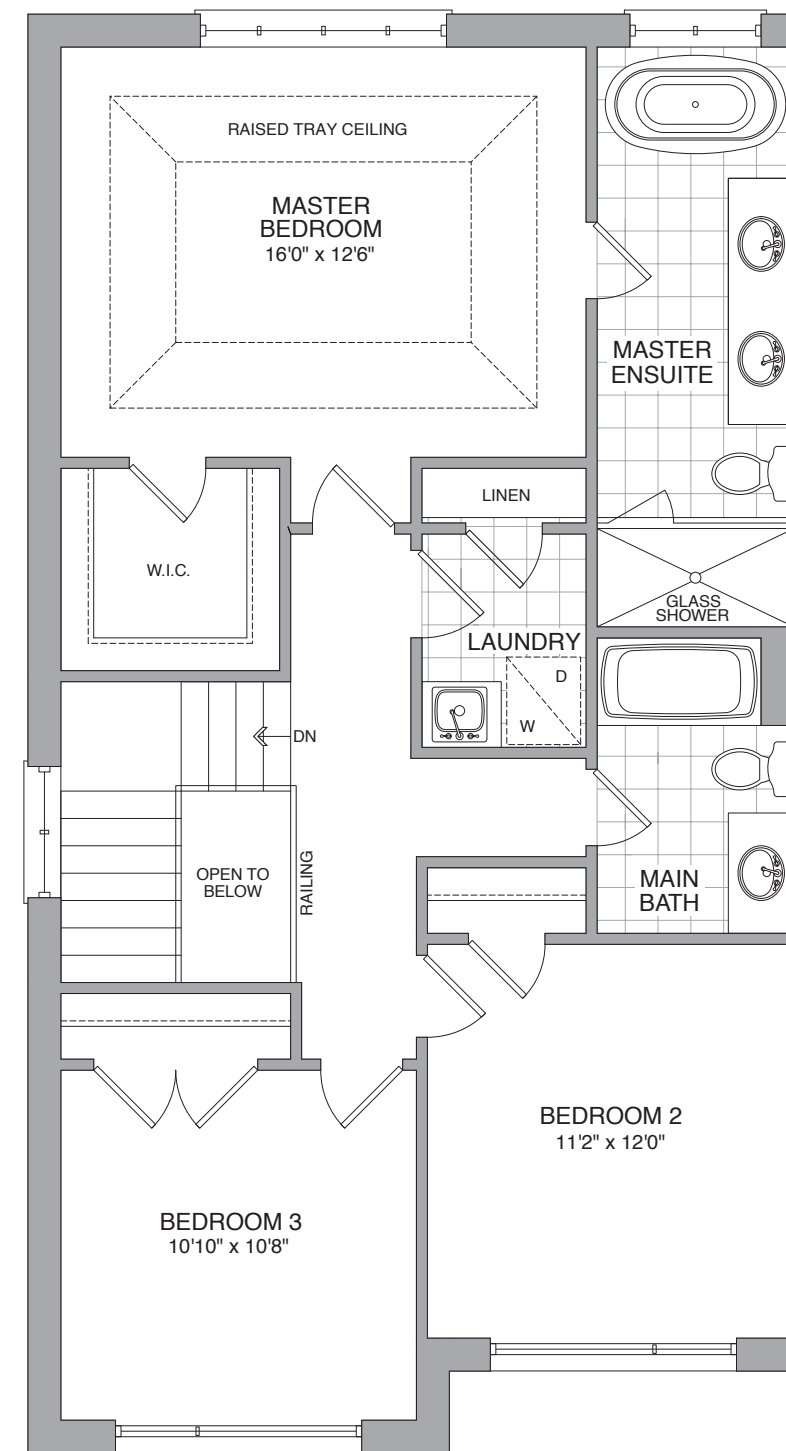 RAISED TRAY CEILING
MASTER
BEDROOM
16'0" x 12'6"
MASTER
ENSUITE
LINEN
W.I.C.
GLASS
SHOWER
LAUNDRY
D
W
DN
OPEN TO
BELOW
RAILING
MAIN
BATH
BEDROOM 2
11'2" x 12'0"
BEDROOM 3
10'10" x 10'8"